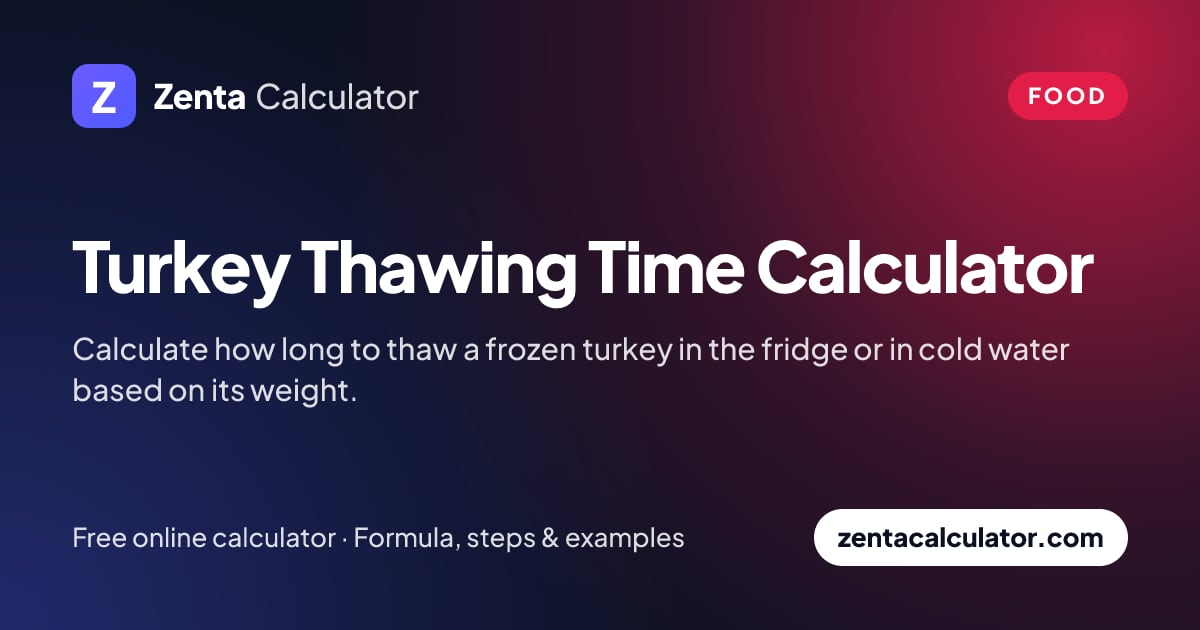 Z
Zenta Calculator
FOOD
Turkey Thawing Time Calculator
Calculate how long to thaw a frozen turkey in the fridge or in cold water
based on its weight.
Free online calculator · Formula, steps & examples
zentacalculator.com